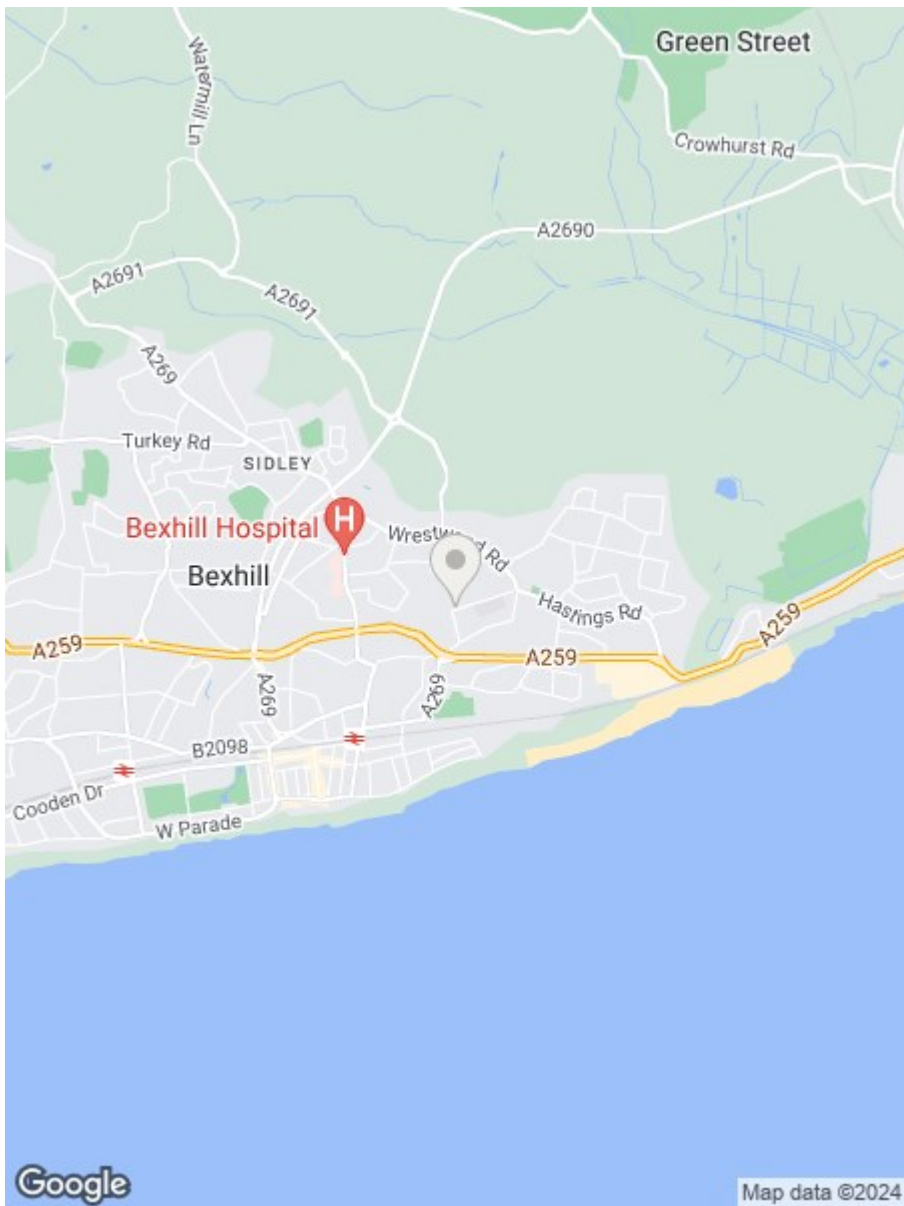 Green Street
Watermill Ln
Crowhurst Rd
A2690
A2691
A2691
A269
Turkey Rd
SIDLEY
Bexhill Hospital H
Wrestwood Rd
Bexhill
Hastings Rd
A259
A259
A259
A269
A269
B2098
Cooden Dr
W Parade
Google
Map data ©2024